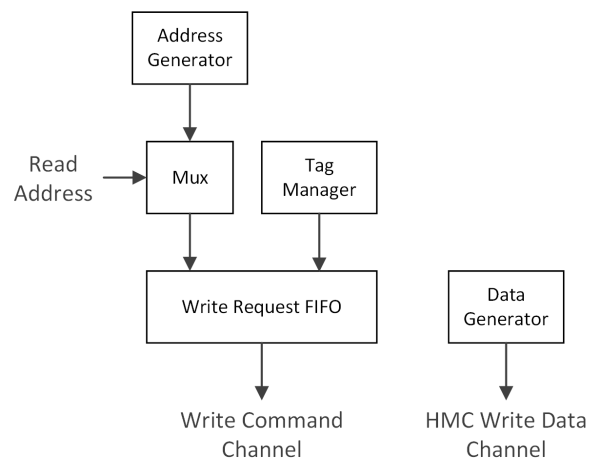 Address
Generator
Read
Address
Mux
Tag
Manager
Write Request FIFO
Data
Generator
Write Command
Channel
HMC Write Data
Channel